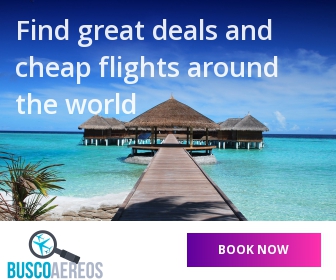 Find great deals and
cheap flights around
the world
BOOK NOW
BUSCOAEREOS